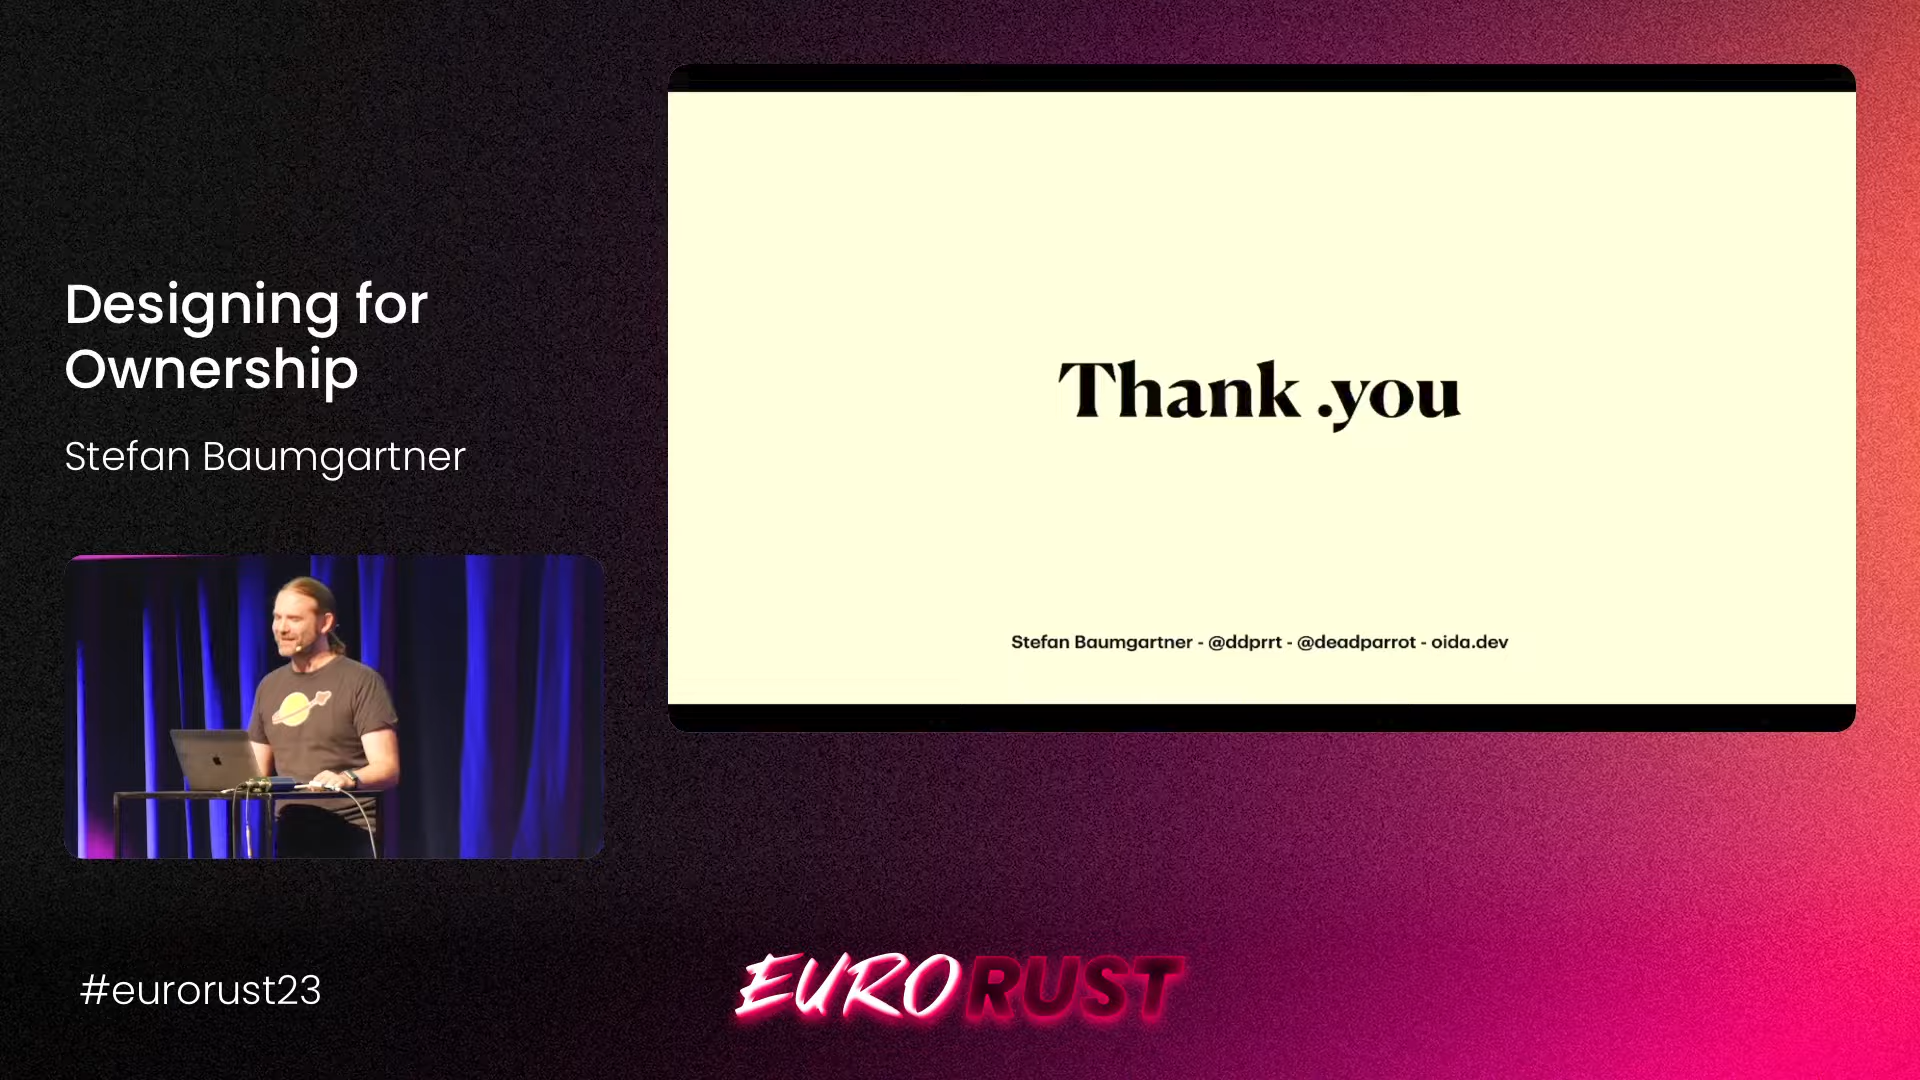 Designing for
Ownership
Stefan Baumgartner
Thank .you
Stefan Baumgartner - @ddprrt - @deadparrot - oida.dev
#eurorust23
EURORUST